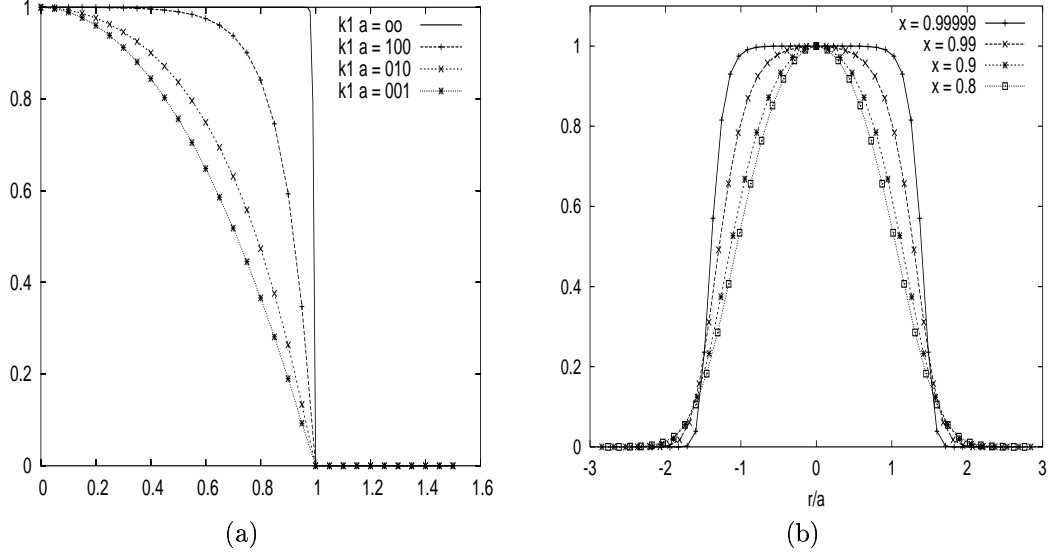 1
0.8
0.6
0.4
0.2
0
0 0.2 0.4 0.6 0.8 1 1.2 1.4 1.6
k1 a = oo
k1 a = 100
k1 a = 010
k1 a = 001
(a)
1
0.8
0.6
0.4
0.2
0
-3 -2 -1 0 1 2 3
r/a
x = 0.99999
x = 0.99
x = 0.9
x = 0.8
(b)